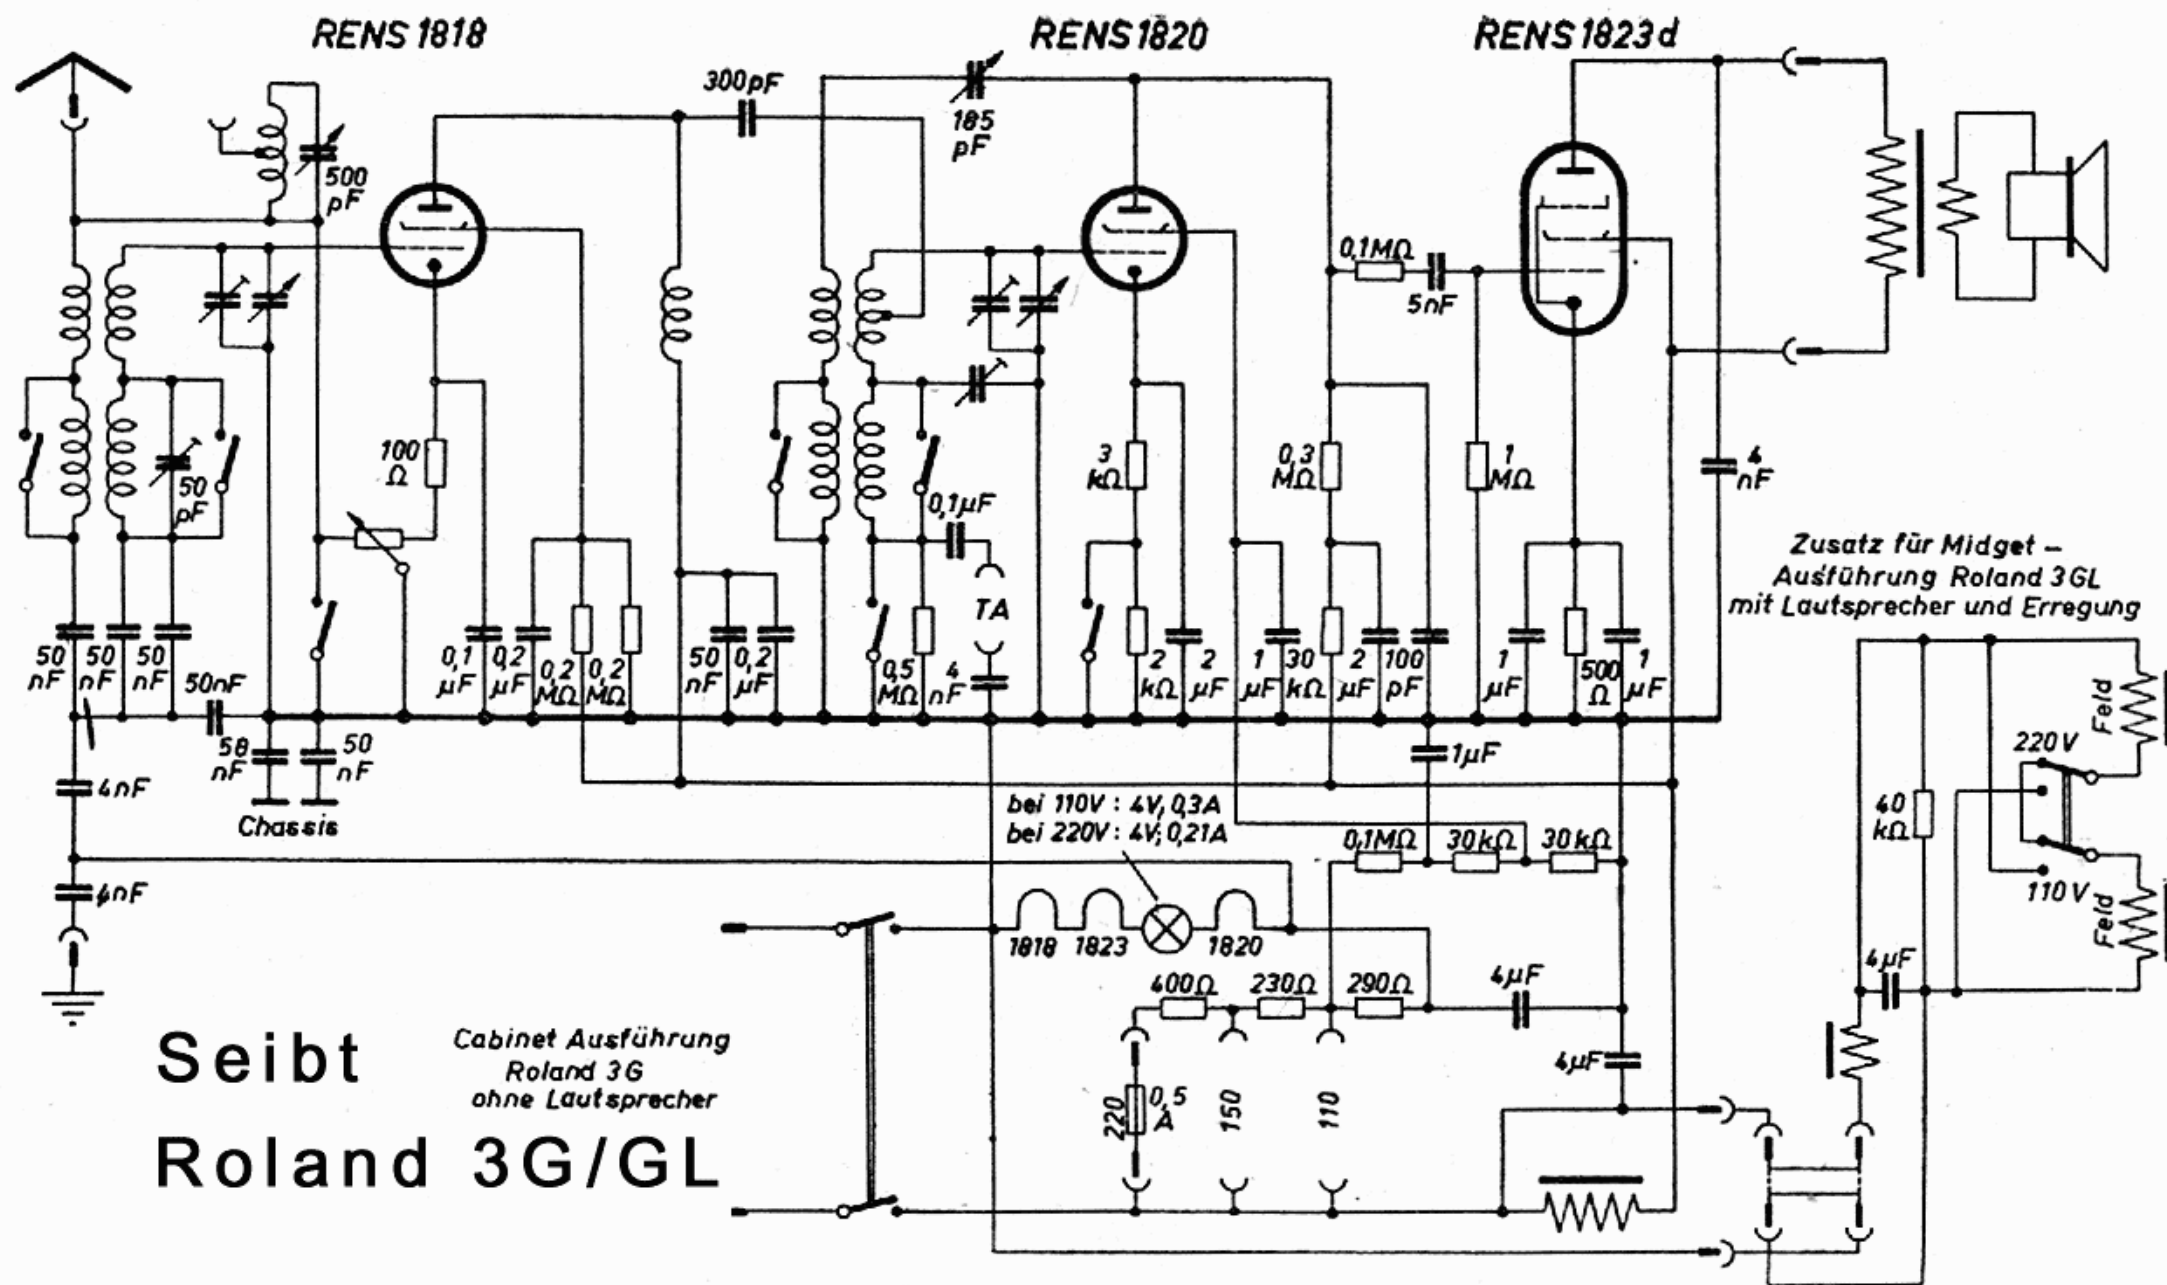 RENS 1818
RENS 1820
RENS 1823 d
300pF
185
pF
500
pF
0,1MΩ
5nF
100
Ω
50
pF
3
kΩ
0,3
MΩ
1
MΩ
4
nF
0,1µF
TA
50
nF
50
nF
50
nF
50nF
0,1
µF
0,2
µF
0,2
MΩ
0,2
MΩ
50
nF
0,2
µF
0,5
MΩ
4
nF
2
kΩ
2
µF
1
µF
30
kΩ
2
µF
100
pF
1
µF
500
Ω
1
µF
58
nF
50
nF
Chassis
4nF
4nF
1µF
bei 110V : 4V; 0,3A
bei 220V : 4V; 0,21A
0,1MΩ
30kΩ
30kΩ
1818
1823
1820
400Ω
230Ω
290Ω
4µF
4µF
220
0,5
A
150
110
Zusatz für Midget –
Ausführung Roland 3GL
mit Lautsprecher und Erregung
Feld
220V
40
kΩ
110V
Feld
4µF
Seibt
Roland 3G/GL
Cabinet Ausführung
Roland 3G
ohne Lautsprecher